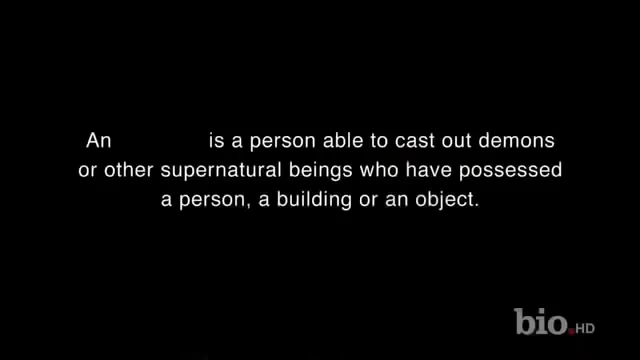 An is a person able to cast out demons
or other supernatural beings who have possessed
a person, a building or an object.
bio.HD